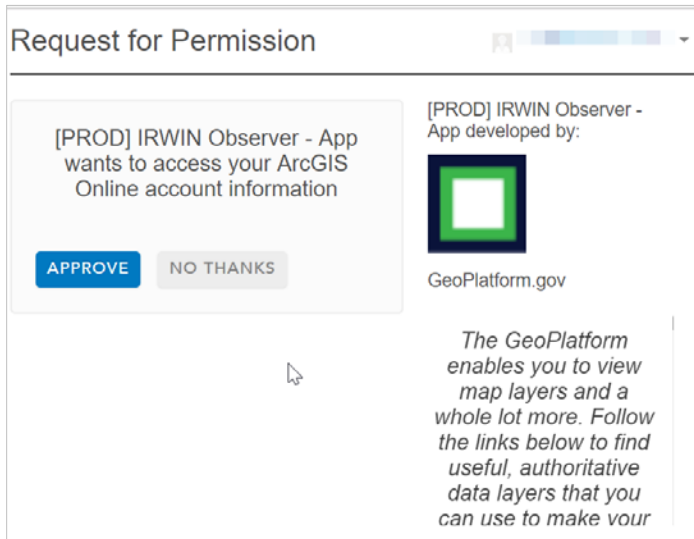 Request for Permission
[PROD] IRWIN Observer - App
wants to access your ArcGIS
Online account information
APPROVE
NO THANKS
[PROD] IRWIN Observer -
App developed by:
GeoPlatform.gov
The GeoPlatform
enables you to view
map layers and a
whole lot more. Follow
the links below to find
useful, authoritative
data layers that you
can use to make your